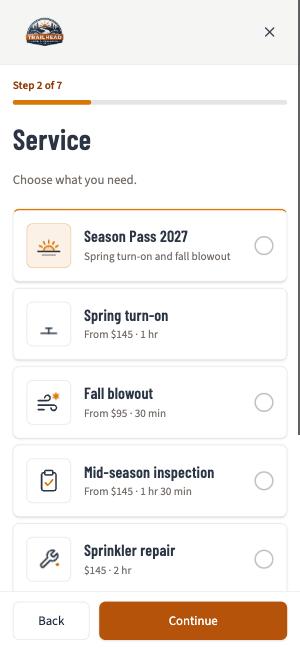 TRAILHEAD
Step 2 of 7
Service
Choose what you need.
Season Pass 2027
Spring turn-on and fall blowout
Spring turn-on
From $145 · 1 hr
Fall blowout
From $95 · 30 min
Mid-season inspection
From $145 · 1 hr 30 min
Sprinkler repair
$145 · 2 hr
Back
Continue